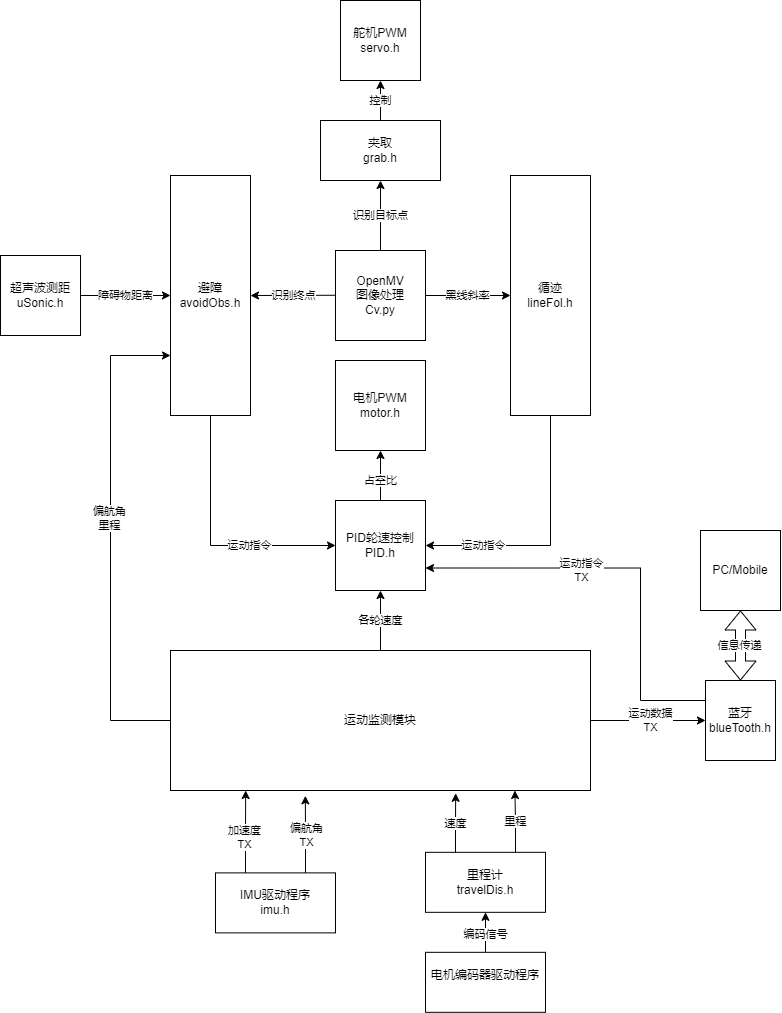 舵机PWM
servo.h
控制
夹取
grab.h
识别目标点
超声波测距
uSonic.h
障碍物距离
避障
avoidObs.h
识别终点
OpenMV
图像处理
Cv.py
黑线斜率
循迹
lineFol.h
电机PWM
motor.h
占空比
偏航角
里程
运动指令
PID轮速控制
PID.h
运动指令
运动指令
TX
PC/Mobile
各轮速度
信息传递
运动监测模块
运动数据
TX
蓝牙
blueTooth.h
加速度
TX
偏航角
TX
速度
里程
IMU驱动程序
imu.h
里程计
travelDis.h
编码信号
电机编码器驱动程序